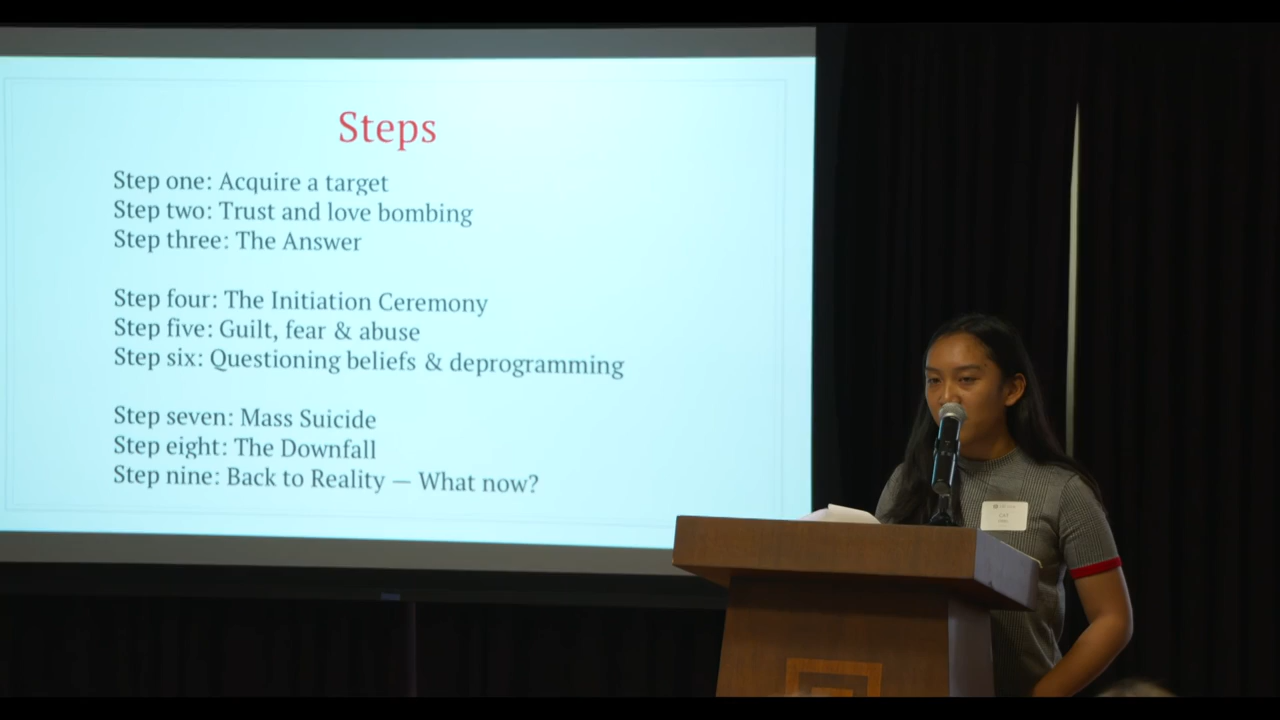 Steps
Step one: Acquire a target
Step two: Trust and love bombing
Step three: The Answer
Step four: The Initiation Ceremony
Step five: Guilt, fear & abuse
Step six: Questioning beliefs & deprogramming
Step seven: Mass Suicide
Step eight: The Downfall
Step nine: Back to Reality — What now?
CAT